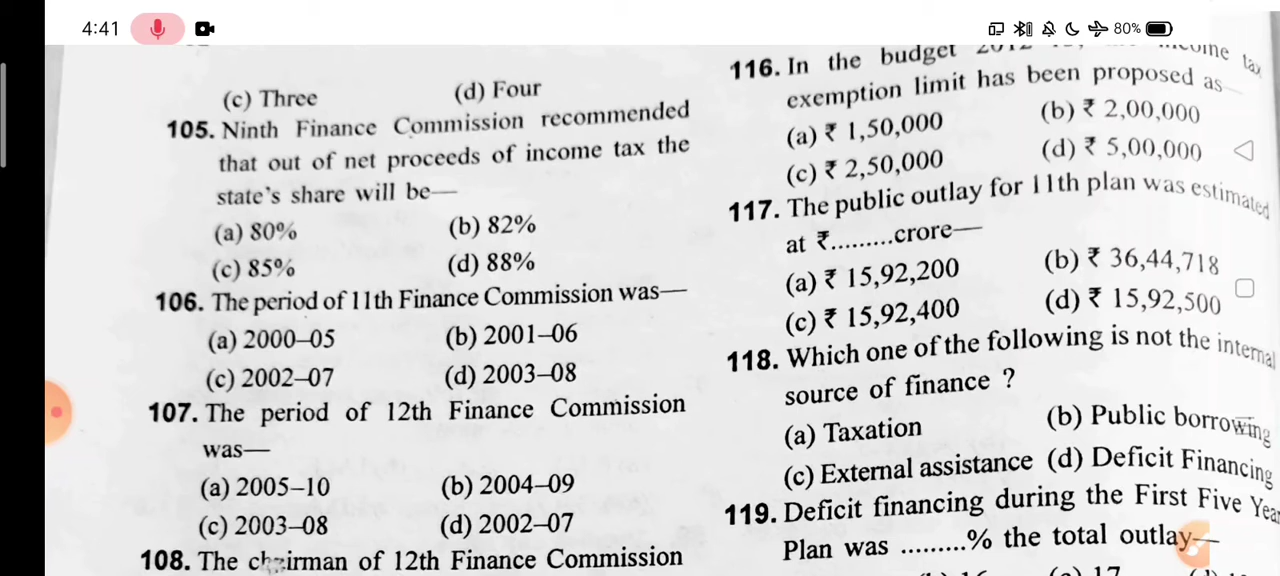 4:41
80%
(c) Three (d) Four
105. Ninth Finance Commission recommended
that out of net proceeds of income tax the
state's share will be—
(a) 80% (b) 82%
(c) 85% (d) 88%
106. The period of 11th Finance Commission was—
(a) 2000–05 (b) 2001–06
(c) 2002–07 (d) 2003–08
107. The period of 12th Finance Commission
was—
(a) 2005–10 (b) 2004–09
(c) 2003–08 (d) 2002–07
108. The chairman of 12th Finance Commission
116. In the budget income tax
exemption limit has been proposed as—
(a) ₹ 1,50,000 (b) ₹ 2,00,000
(c) ₹ 2,50,000 (d) ₹ 5,00,000
117. The public outlay for 11th plan was estimated
at ₹.........crore—
(a) ₹ 15,92,200 (b) ₹ 36,44,718
(c) ₹ 15,92,400 (d) ₹ 15,92,500
118. Which one of the following is not the internal
source of finance ?
(a) Taxation (b) Public borrowing
(c) External assistance (d) Deficit Financing
119. Deficit financing during the First Five Year
Plan was .........% the total outlay—